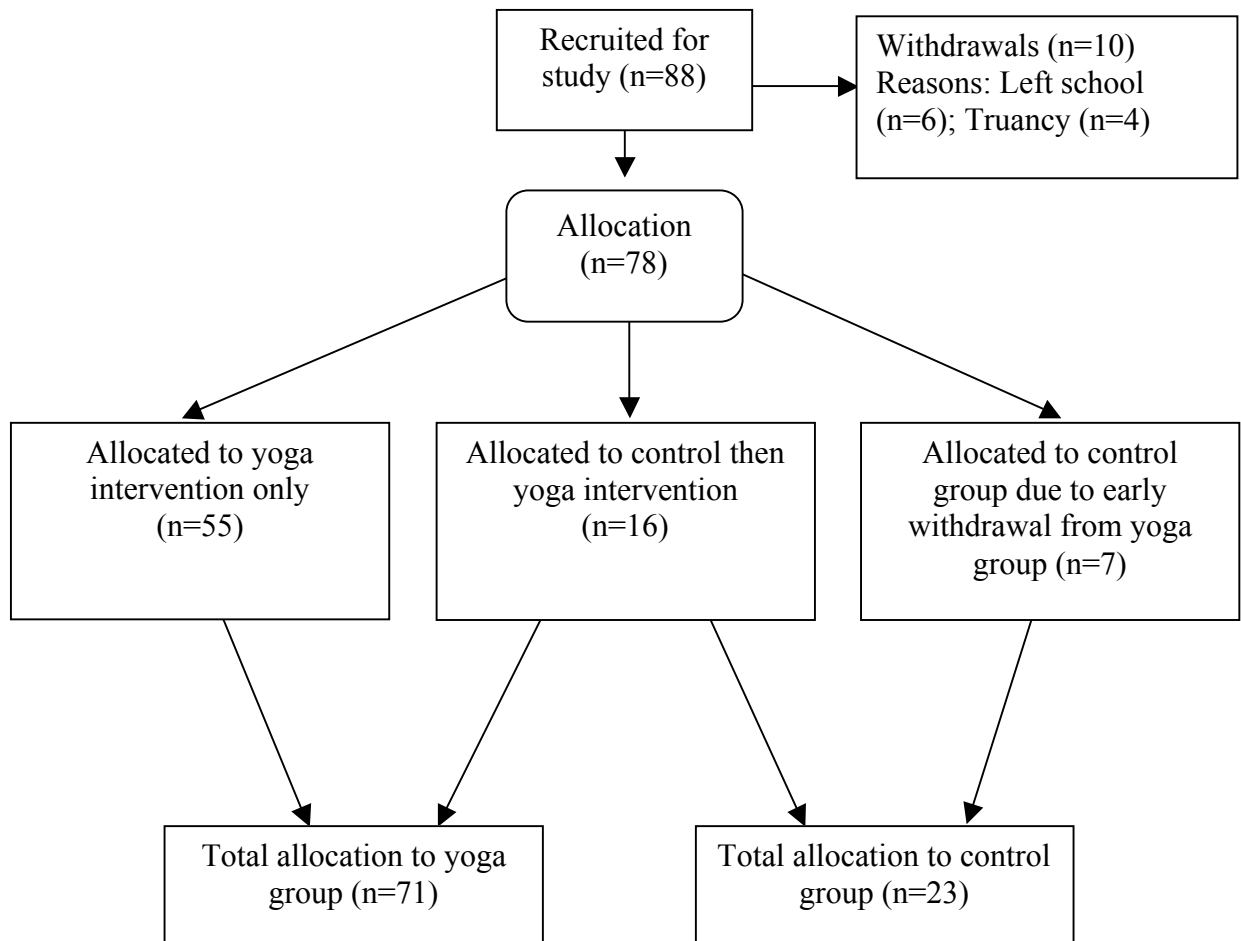 Recruited for
study (n=88)
Withdrawals (n=10)
Reasons: Left school
(n=6); Truancy (n=4)
Allocation
(n=78)
Allocated to yoga
intervention only
(n=55)
Allocated to control then
yoga intervention
(n=16)
Allocated to control
group due to early
withdrawal from yoga
group (n=7)
Total allocation to yoga
group (n=71)
Total allocation to control
group (n=23)